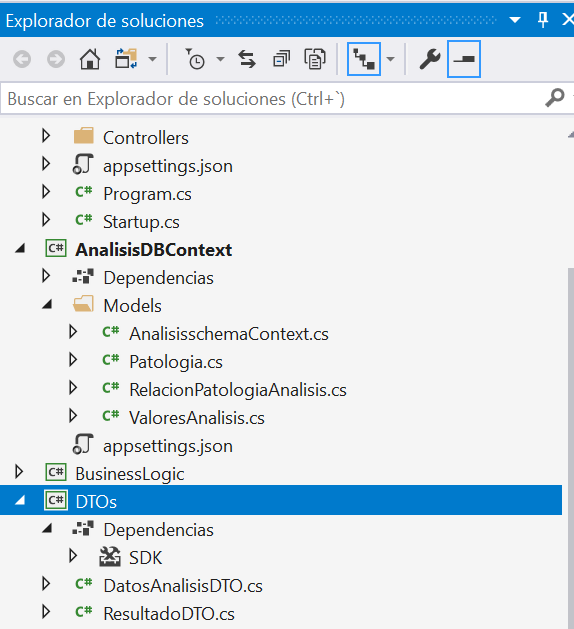 Explorador de soluciones
Buscar en Explorador de soluciones (Ctrl+`)
Controllers
appsettings.json
C# Program.cs
C# Startup.cs
C# AnalisisDBContext
Dependencias
Models
C# AnalisisschemaContext.cs
C# Patologia.cs
C# RelacionPatologiaAnalisis.cs
C# ValoresAnalisis.cs
appsettings.json
C# BusinessLogic
C# DTOs
Dependencias
SDK
C# DatosAnalisisDTO.cs
C# ResultadoDTO.cs